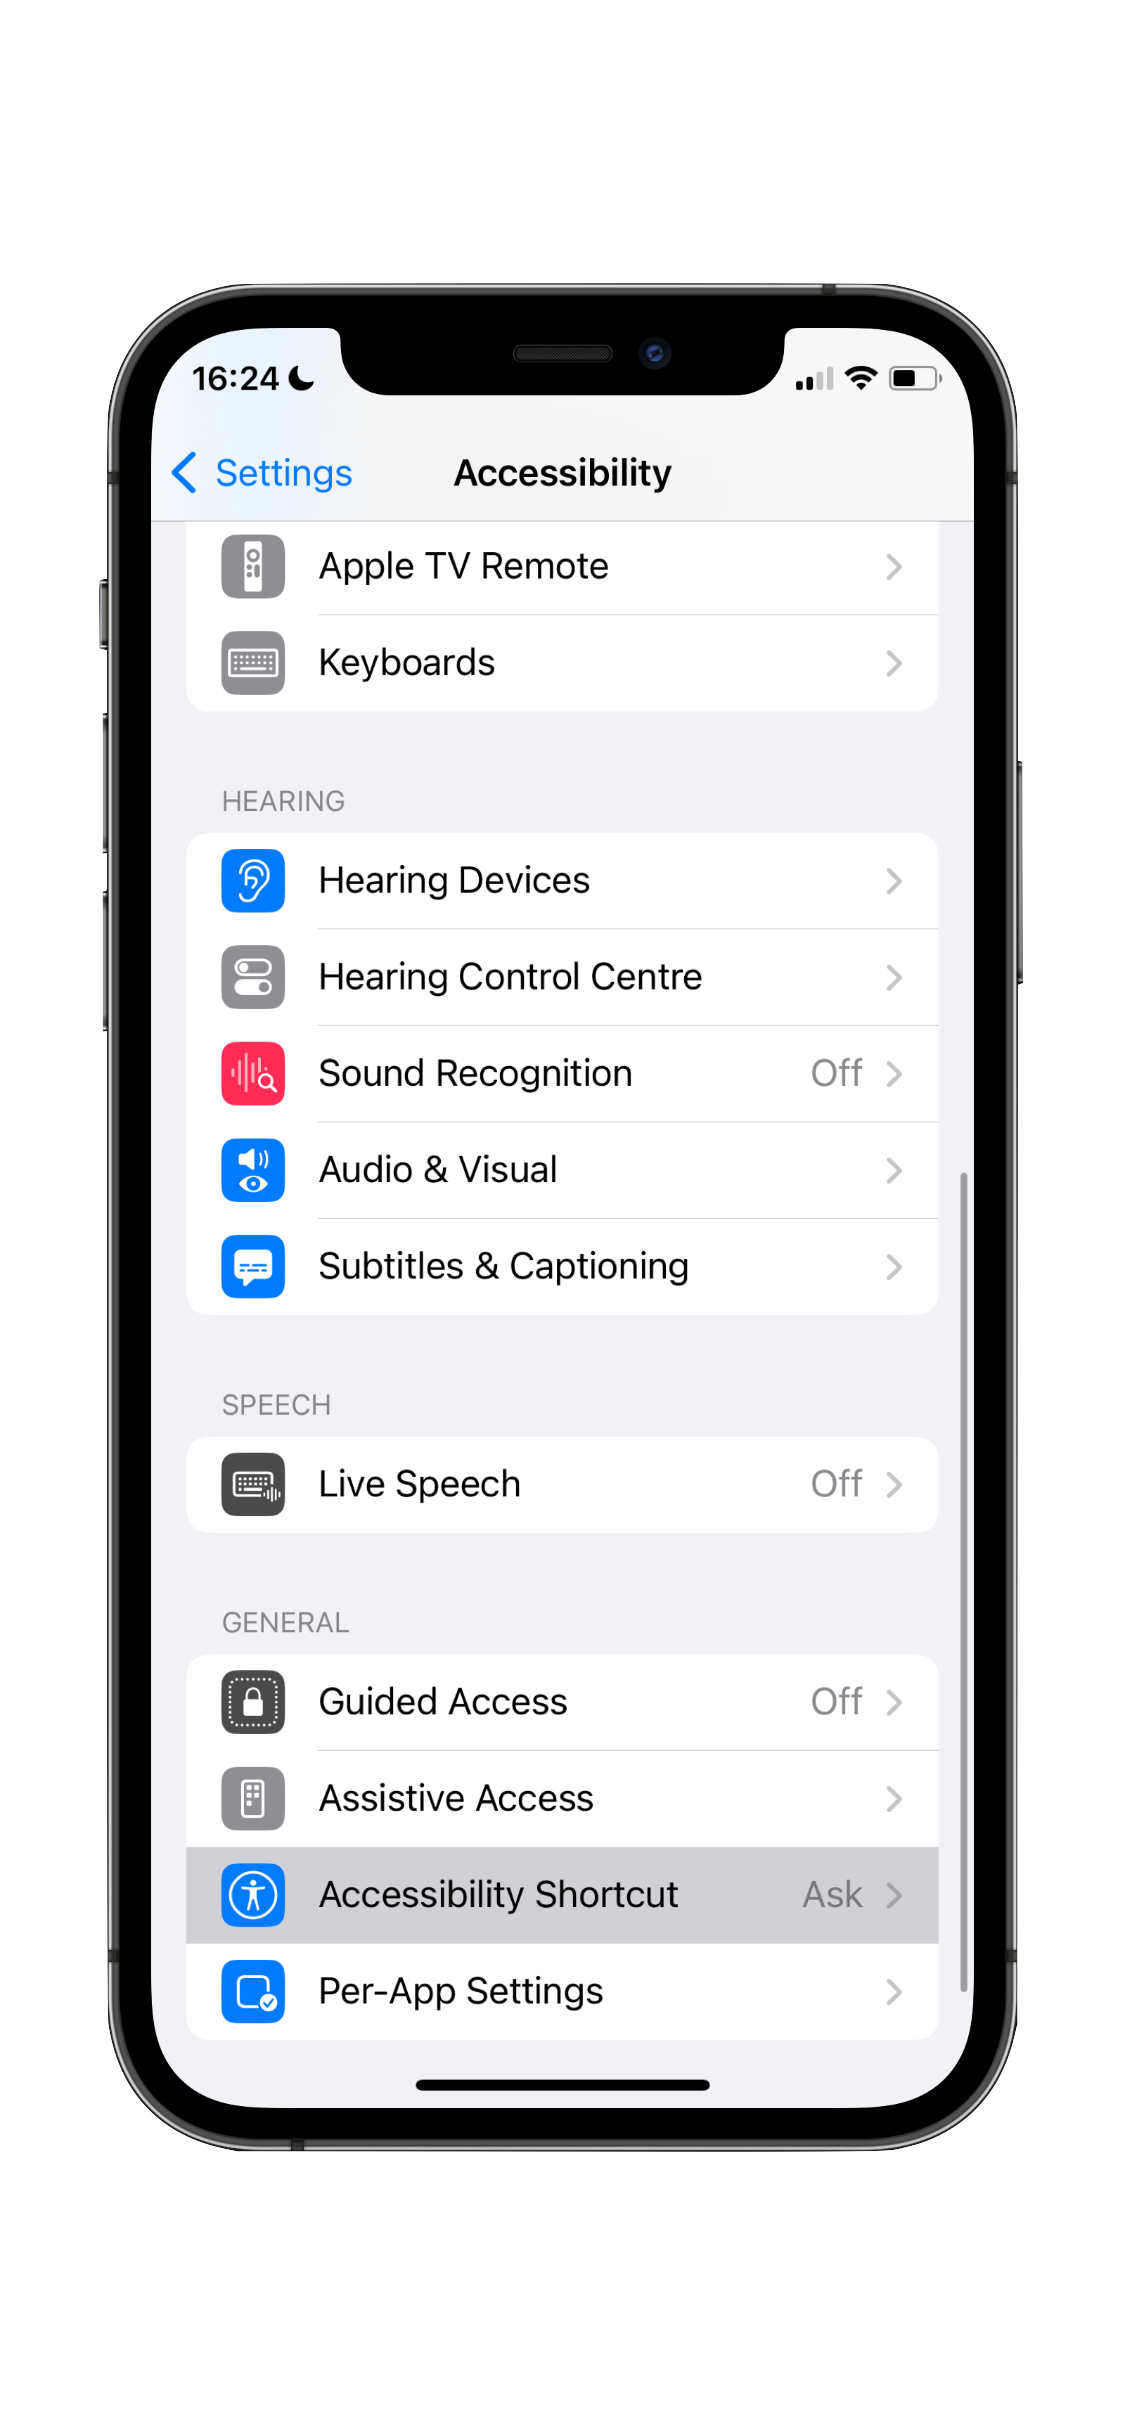 16:24
Settings
Accessibility
Apple TV Remote
Keyboards
HEARING
Hearing Devices
Hearing Control Centre
Sound Recognition Off
Audio & Visual
Subtitles & Captioning
SPEECH
Live Speech Off
GENERAL
Guided Access Off
Assistive Access
Accessibility Shortcut Ask
Per-App Settings